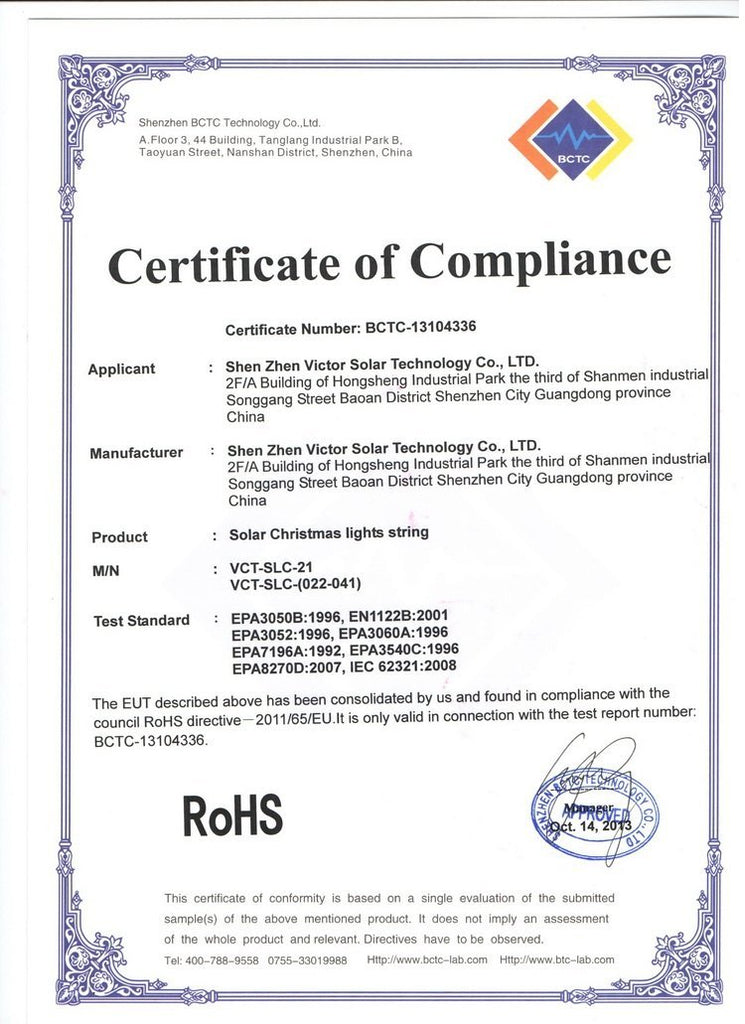 Shenzhen BCTC Technology Co.,Ltd.
A.Floor 3, 44 Building, Tanglang Industrial Park B,
Taoyuan Street, Nanshan District, Shenzhen, China
BCTC
Certificate of Compliance
Certificate Number: BCTC-13104336
Applicant : Shen Zhen Victor Solar Technology Co., LTD.
2F/A Building of Hongsheng Industrial Park the third of Shanmen industrial
Songgang Street Baoan District Shenzhen City Guangdong province
China
Manufacturer : Shen Zhen Victor Solar Technology Co., LTD.
2F/A Building of Hongsheng Industrial Park the third of Shanmen industrial
Songgang Street Baoan District Shenzhen City Guangdong province
China
Product : Solar Christmas lights string
M/N : VCT-SLC-21
VCT-SLC-(022-041)
Test Standard : EPA3050B:1996, EN1122B:2001
EPA3052:1996, EPA3060A:1996
EPA7196A:1992, EPA3540C:1996
EPA8270D:2007, IEC 62321:2008
The EUT described above has been consolidated by us and found in compliance with the
council RoHS directive—2011/65/EU.It is only valid in connection with the test report number:
BCTC-13104336.
RoHS
SHENZHEN BCTC TECHNOLOGY CO.,LTD
Manager
APPROVED
Oct. 14, 2013
This certificate of conformity is based on a single evaluation of the submitted
sample(s) of the above mentioned product. It does not imply an assessment
of the whole product and relevant. Directives have to be observed.
Tel: 400-788-9558 0755-33019988 Http://www.bctc-lab.com Http://www.btc-lab.com